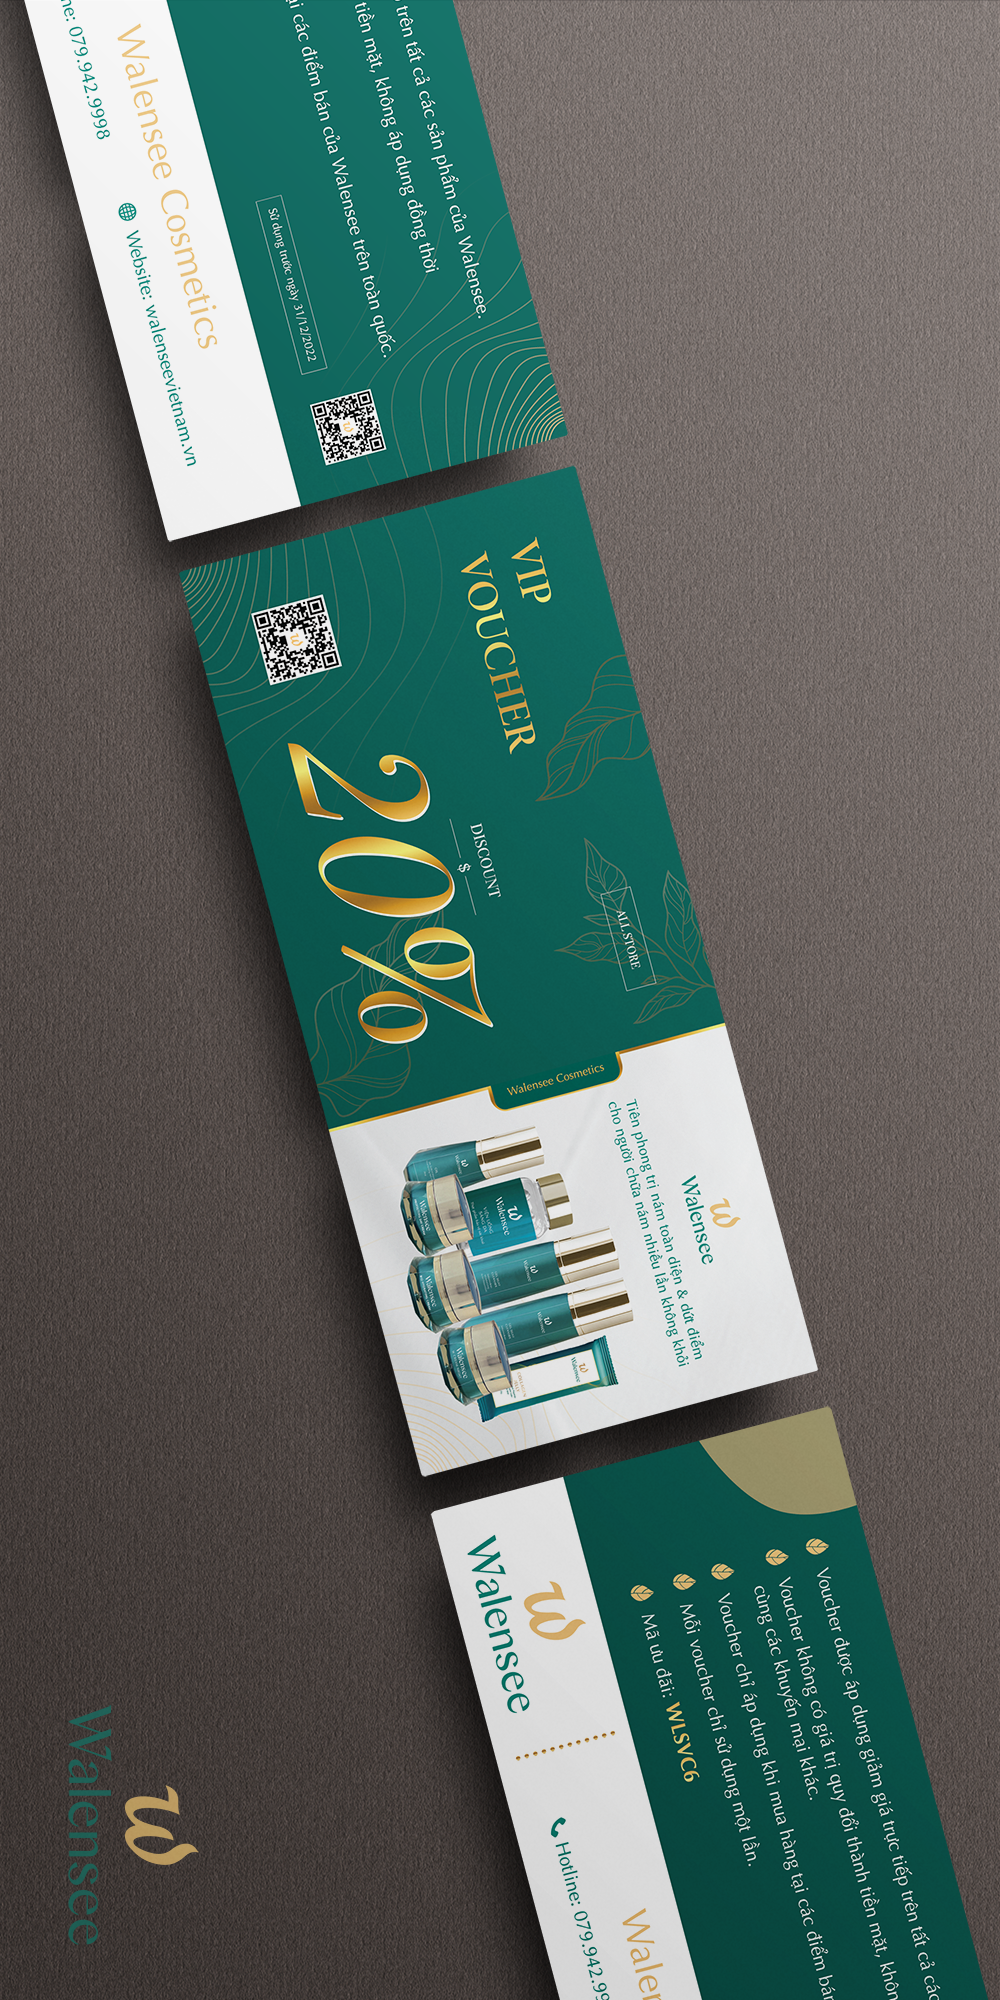 VIP
VOUCHER
DISCOUNT
$
20%
ALL STORE
Walensee Cosmetics
w
Walensee
Tiên phong trị nám toàn diện & dứt điểm
cho người chữa nám nhiều lần không khỏi
Voucher được áp dụng giảm giá trực tiếp trên tất cả các
Voucher không có giá trị quy đổi thành tiền mặt,
cùng các khuyến mại khác.
Voucher chỉ áp dụng khi mua hàng tại các điểm bán
Mỗi voucher chỉ sử dụng một lần.
Mã ưu đãi: WLSVC6
w
Walensee
Hotline: 079.942.99
trên tất cả các sản phẩm của Walensee.
tiền mặt, không áp dụng đồng thời
các điểm bán của Walensee trên toàn quốc.
Sử dụng trước ngày 31/12/2022
Walensee Cosmetics
079.942.9998
Website: walenseevietnam.vn
w
Walensee
Walensee
Walensee
Walensee
Walensee